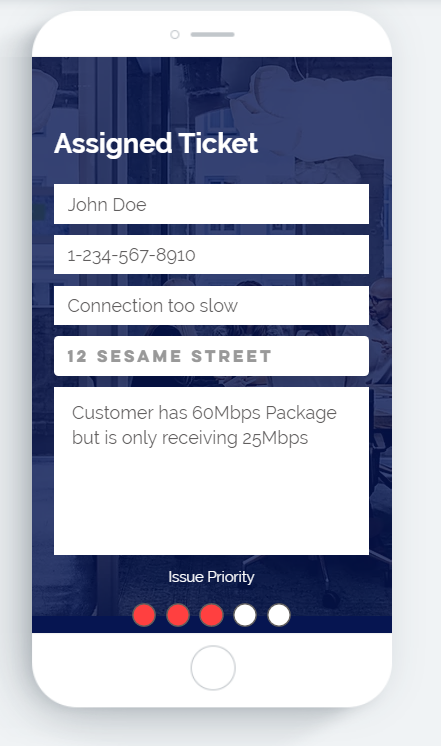 Assigned Ticket
John Doe
1-234-567-8910
Connection too slow
12 SESAME STREET
Customer has 60Mbps Package
but is only receiving 25Mbps
Issue Priority